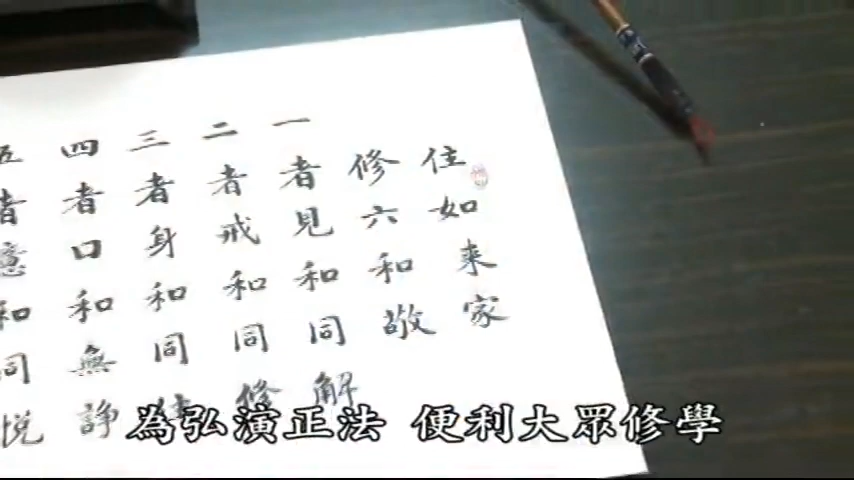 住如来家
修六和敬
一者見和同解
二者戒和同修
三者身和同住
四者口和無諍
五者意和同悅
為弘演正法 便利大眾修學